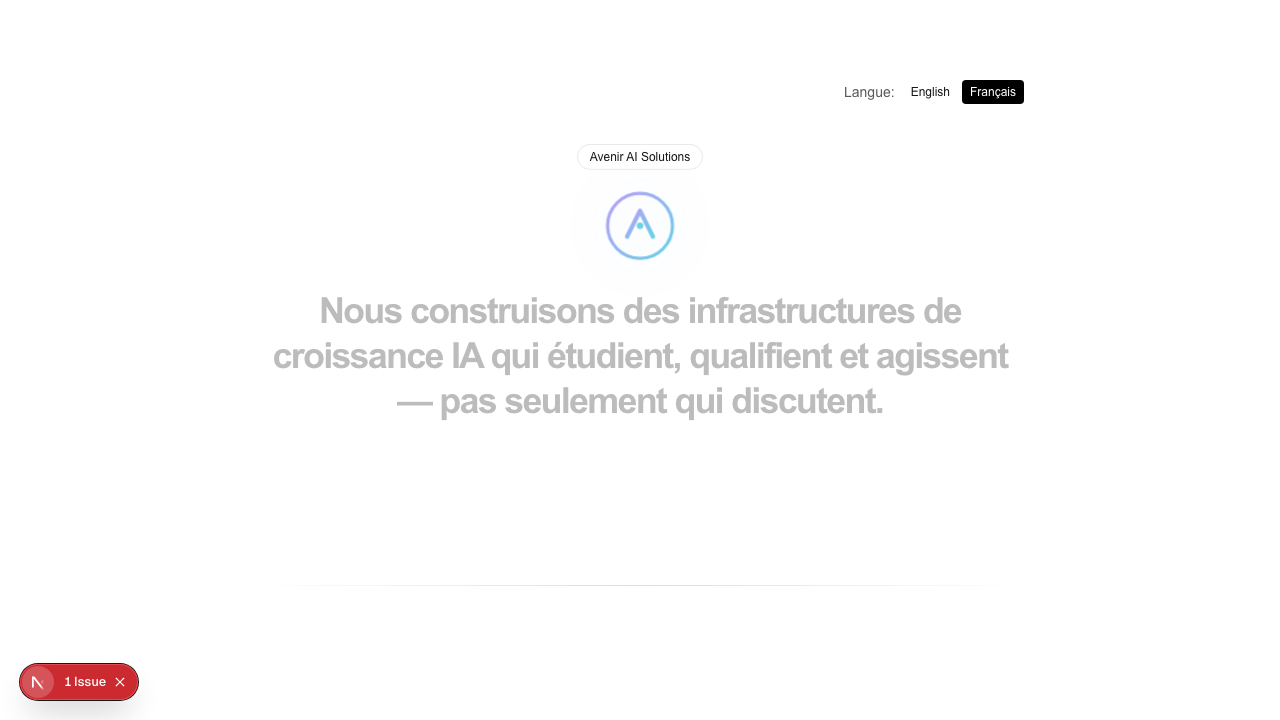 Langue: English Français
Avenir AI Solutions
Nous construisons des infrastructures de
croissance IA qui étudient, qualifient et agissent
— pas seulement qui discutent.
1 Issue